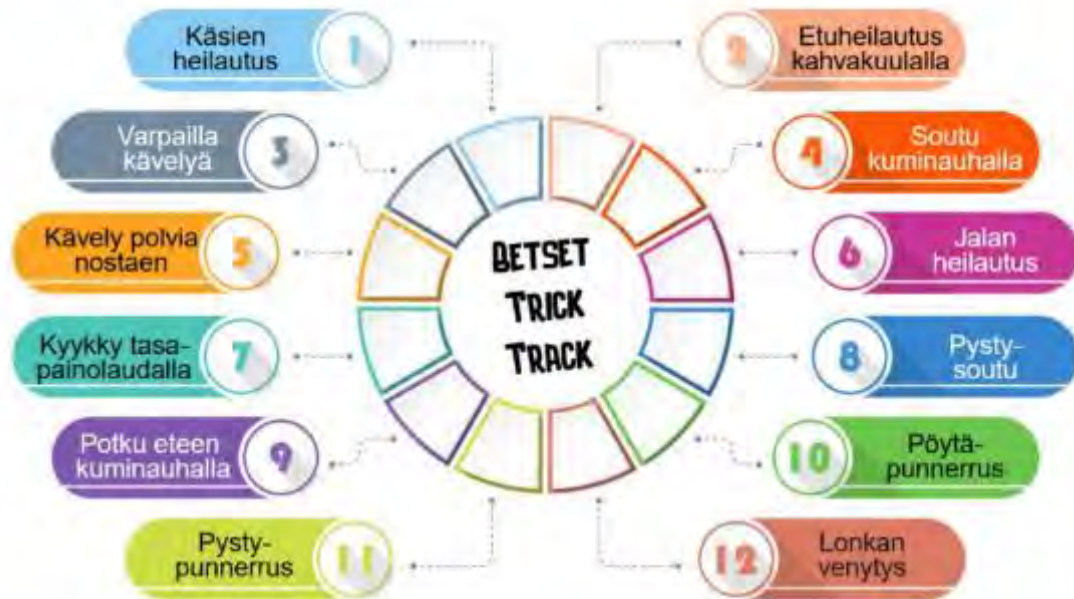 Käsien
heilautus
1
2
Etuheilautus
kahvakuulalla
Varpailla
kävelyä
3
4
Soutu
kuminauhalla
Kävely polvia
nostaen
5
6
Jalan
heilautus
BETSET
TRICK
TRACK
Kyykky tasa-
painolaudalla
7
8
Pysty-
soutu
Potku eteen
kuminauhalla
9
10
Pöytä-
punnerrus
Pysty-
punnerrus
11
12
Lonkan
venytys